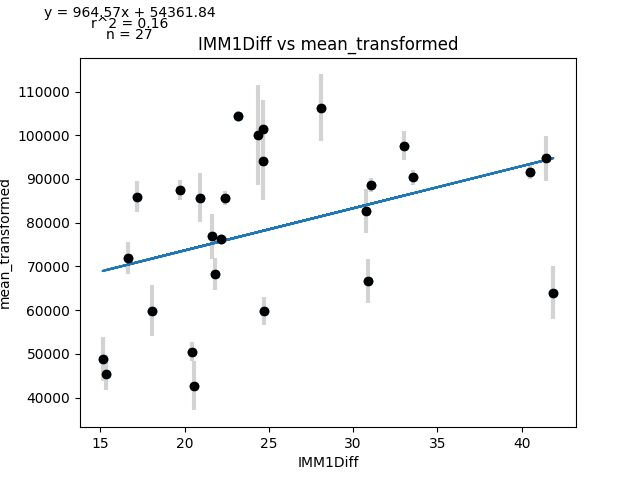 y = 964.57x + 54361.84
r^2 = 0.16
n = 27
IMM1Diff vs mean_transformed
110000
100000
90000
80000
70000
60000
50000
40000
mean_transformed
15 20 25 30 35 40
IMM1Diff